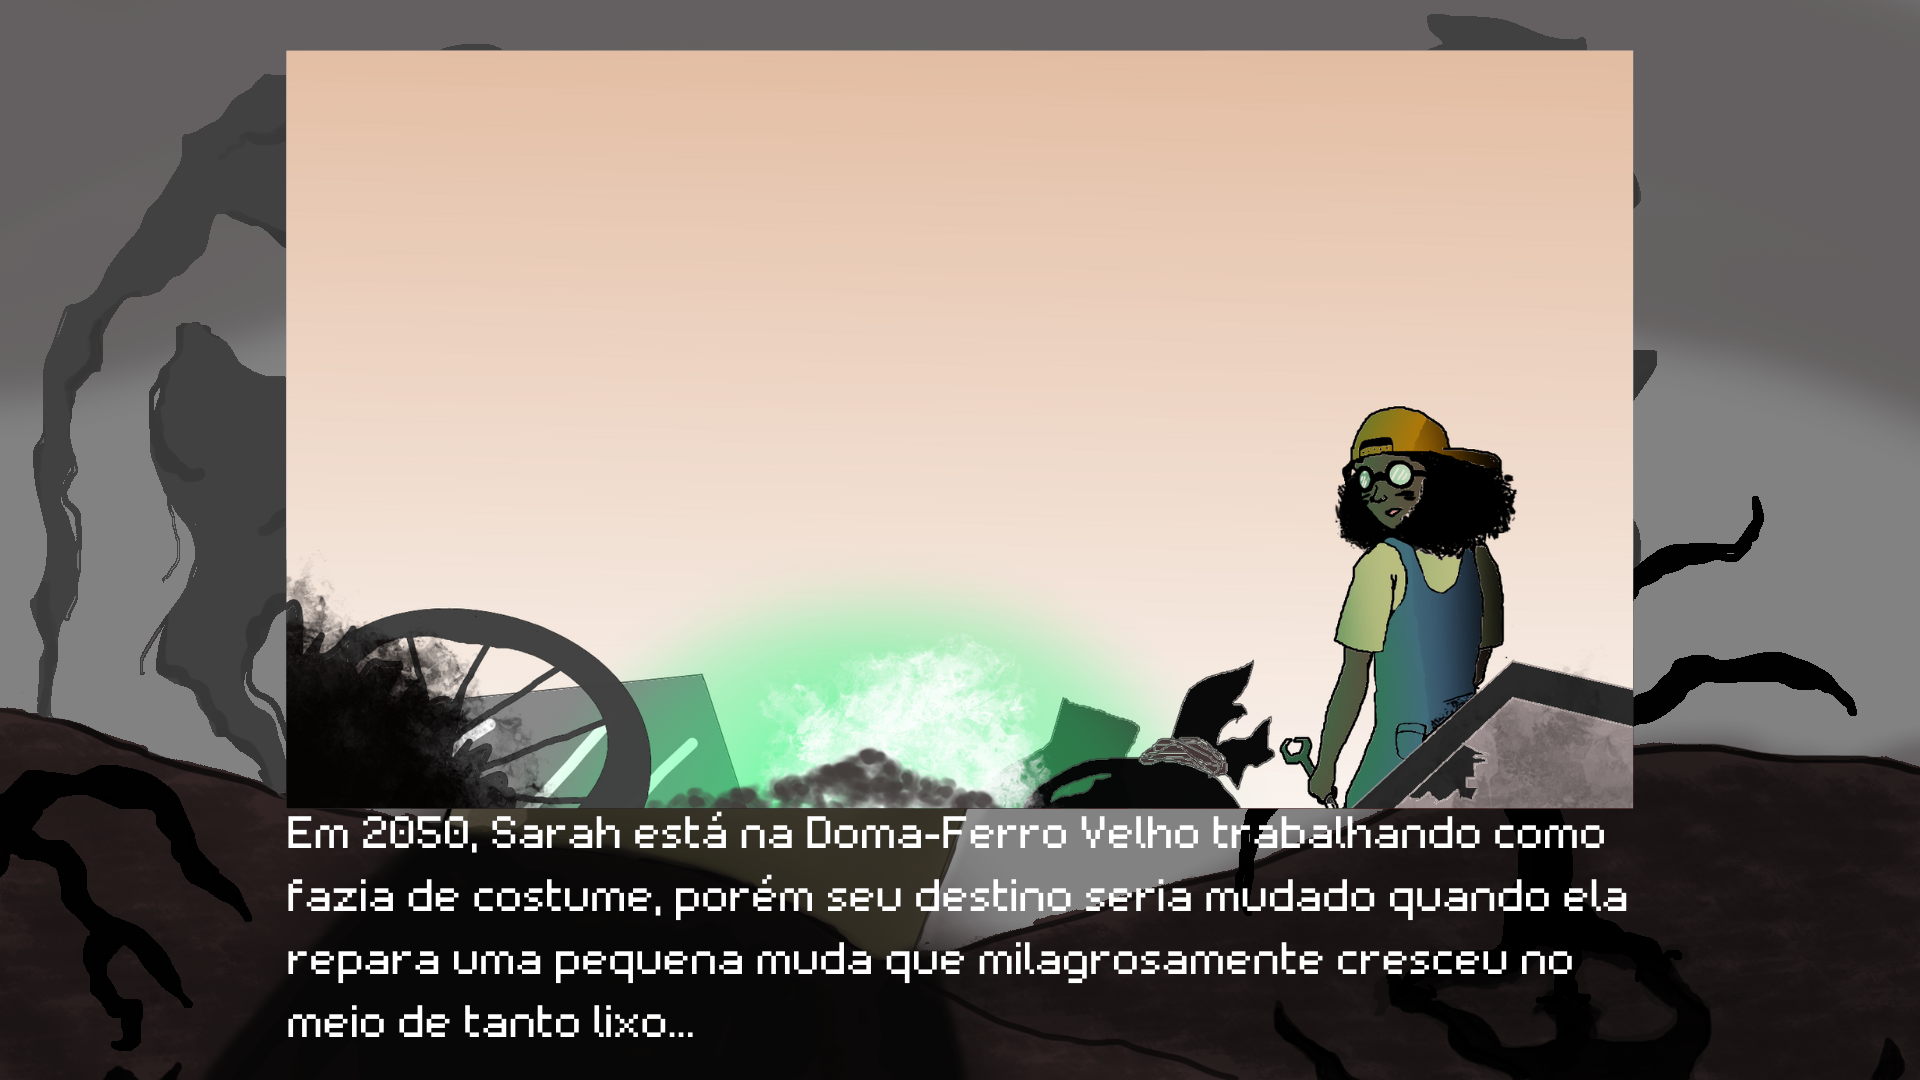 Em 2050, Sarah está na Doma-Ferro Velho trabalhando como
fazia de costume, porém seu destino seria mudado quando ela
repara uma pequena muda que milagrosamente cresceu no
meio de tanto lixo...